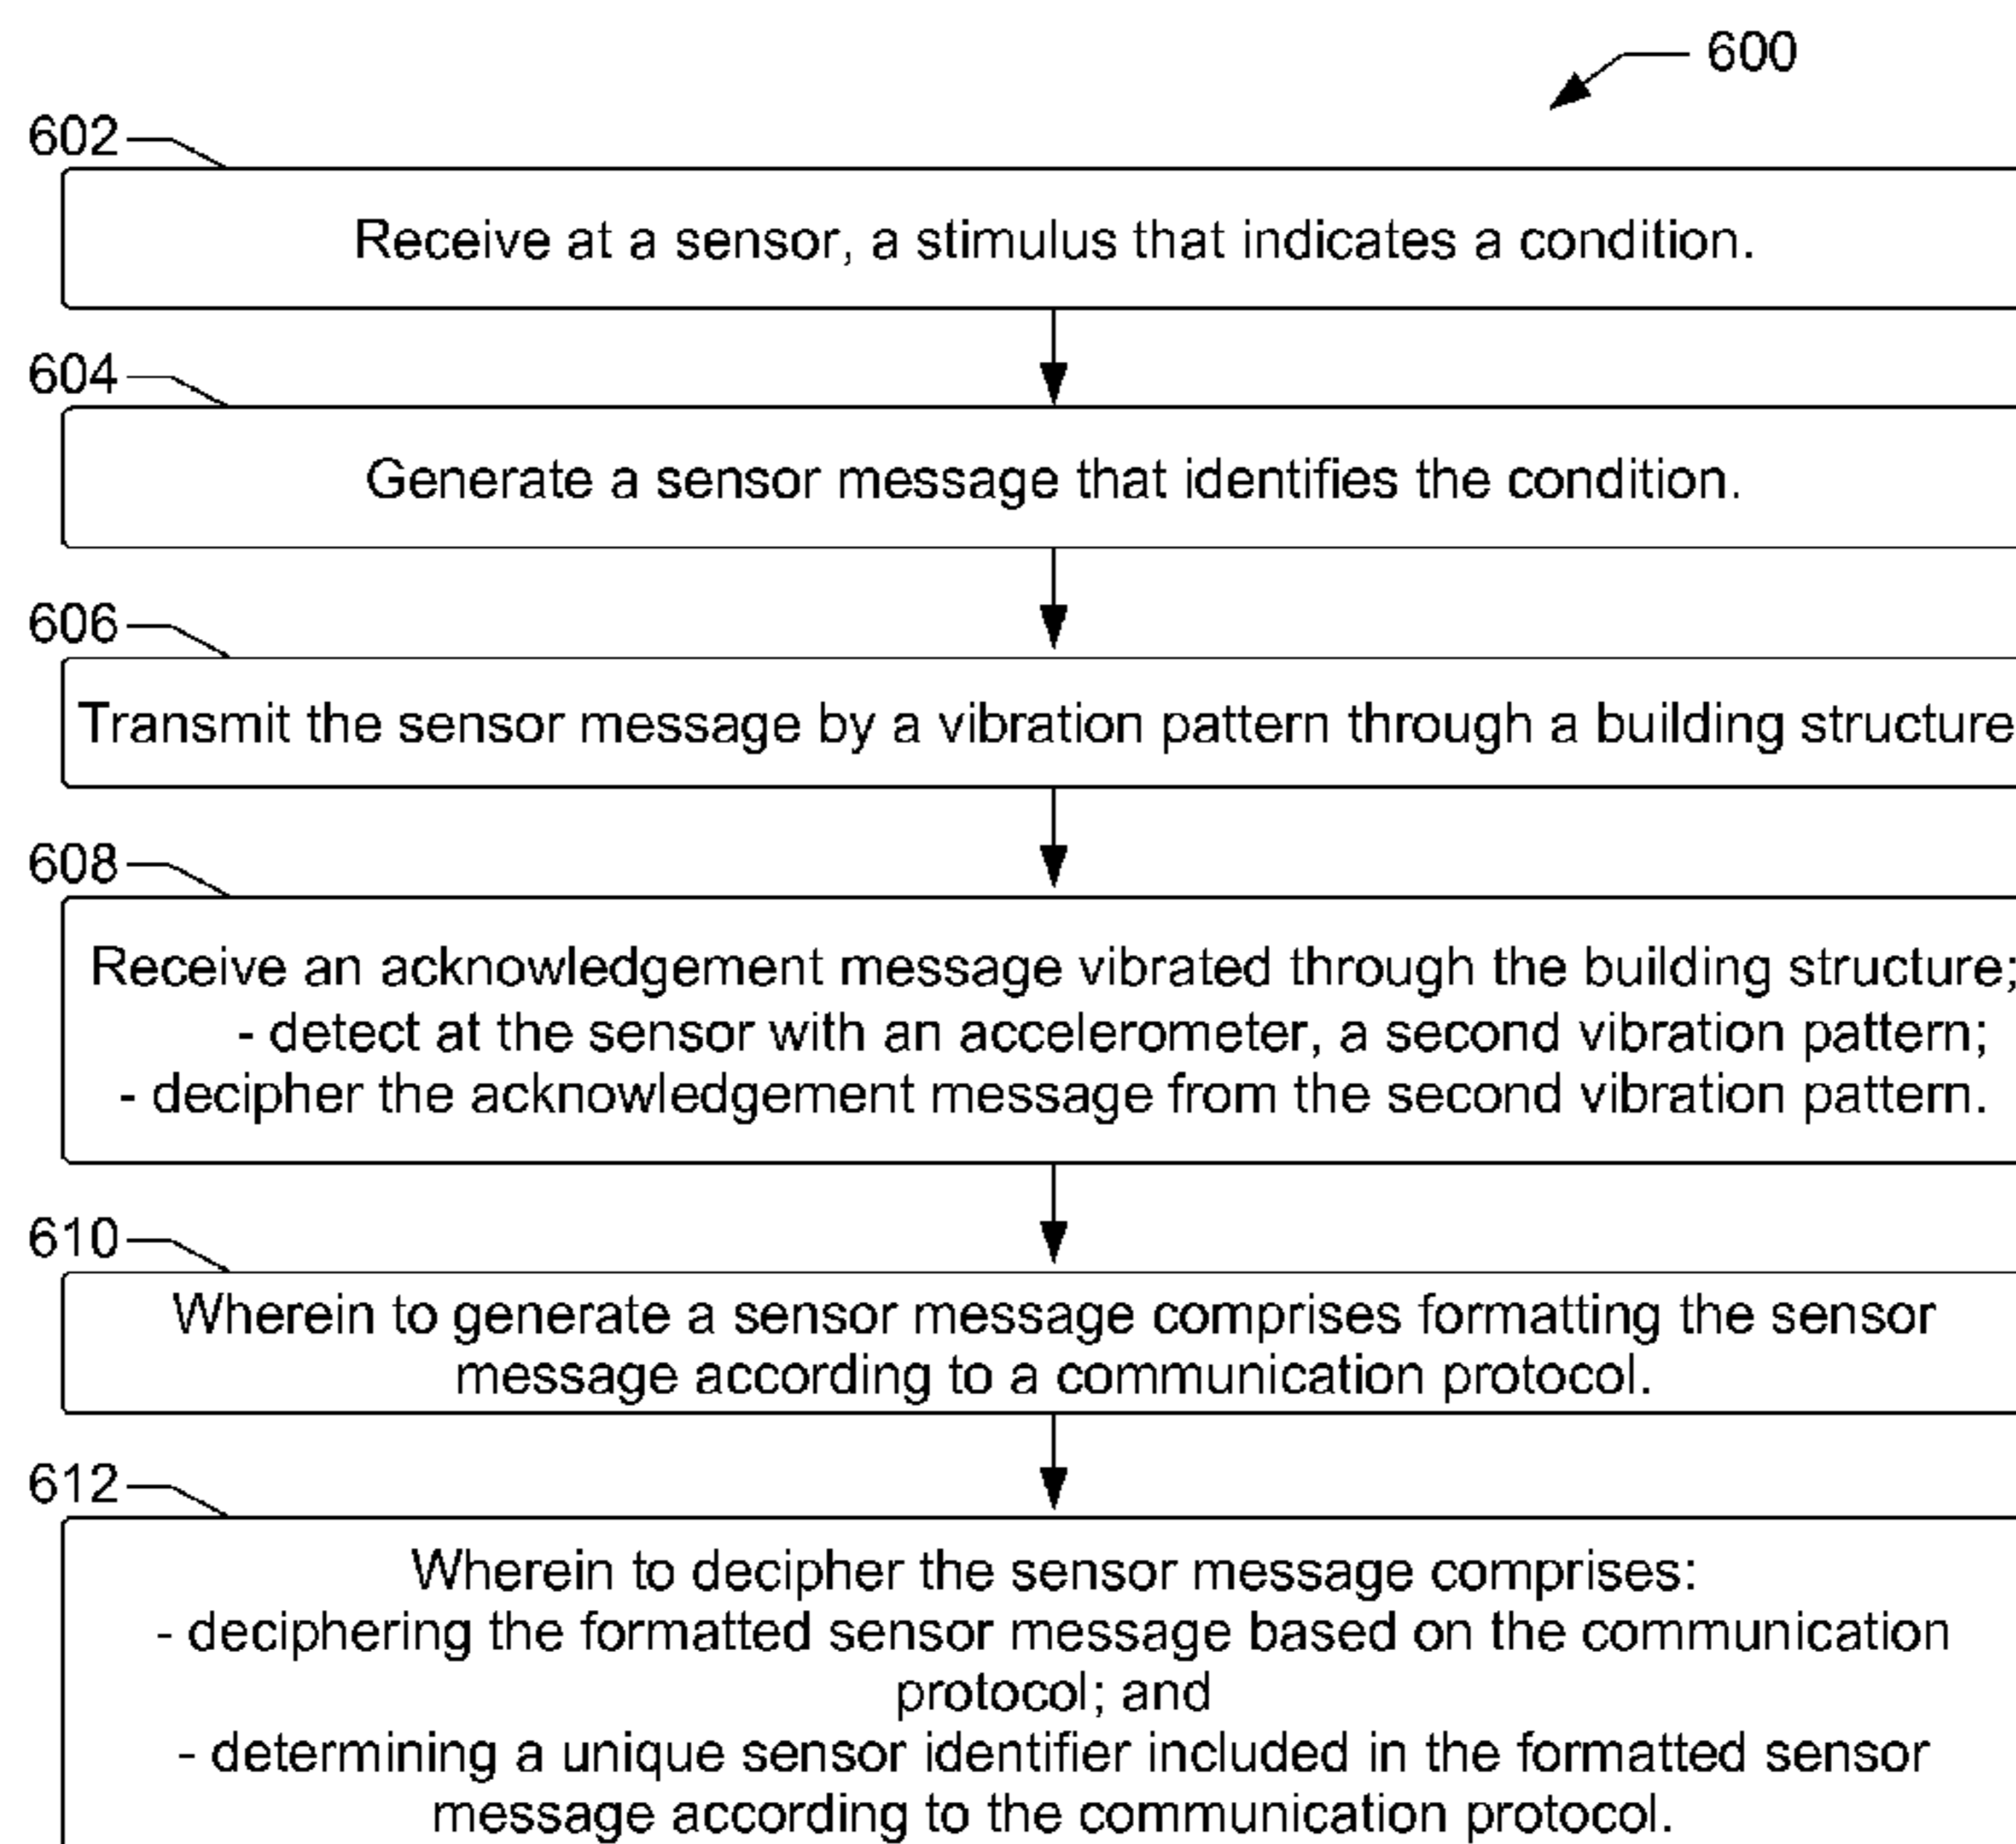 600
602
Receive at a sensor, a stimulus that indicates a condition.
604
Generate a sensor message that identifies the condition.
606
Transmit the sensor message by a vibration pattern through a building structure
608
Receive an acknowledgement message vibrated through the building structure;
- detect at the sensor with an accelerometer, a second vibration pattern;
- decipher the acknowledgement message from the second vibration pattern.
610
Wherein to generate a sensor message comprises formatting the sensor
message according to a communication protocol.
612
Wherein to decipher the sensor message comprises:
- deciphering the formatted sensor message based on the communication
protocol; and
- determining a unique sensor identifier included in the formatted sensor
message according to the communication protocol.